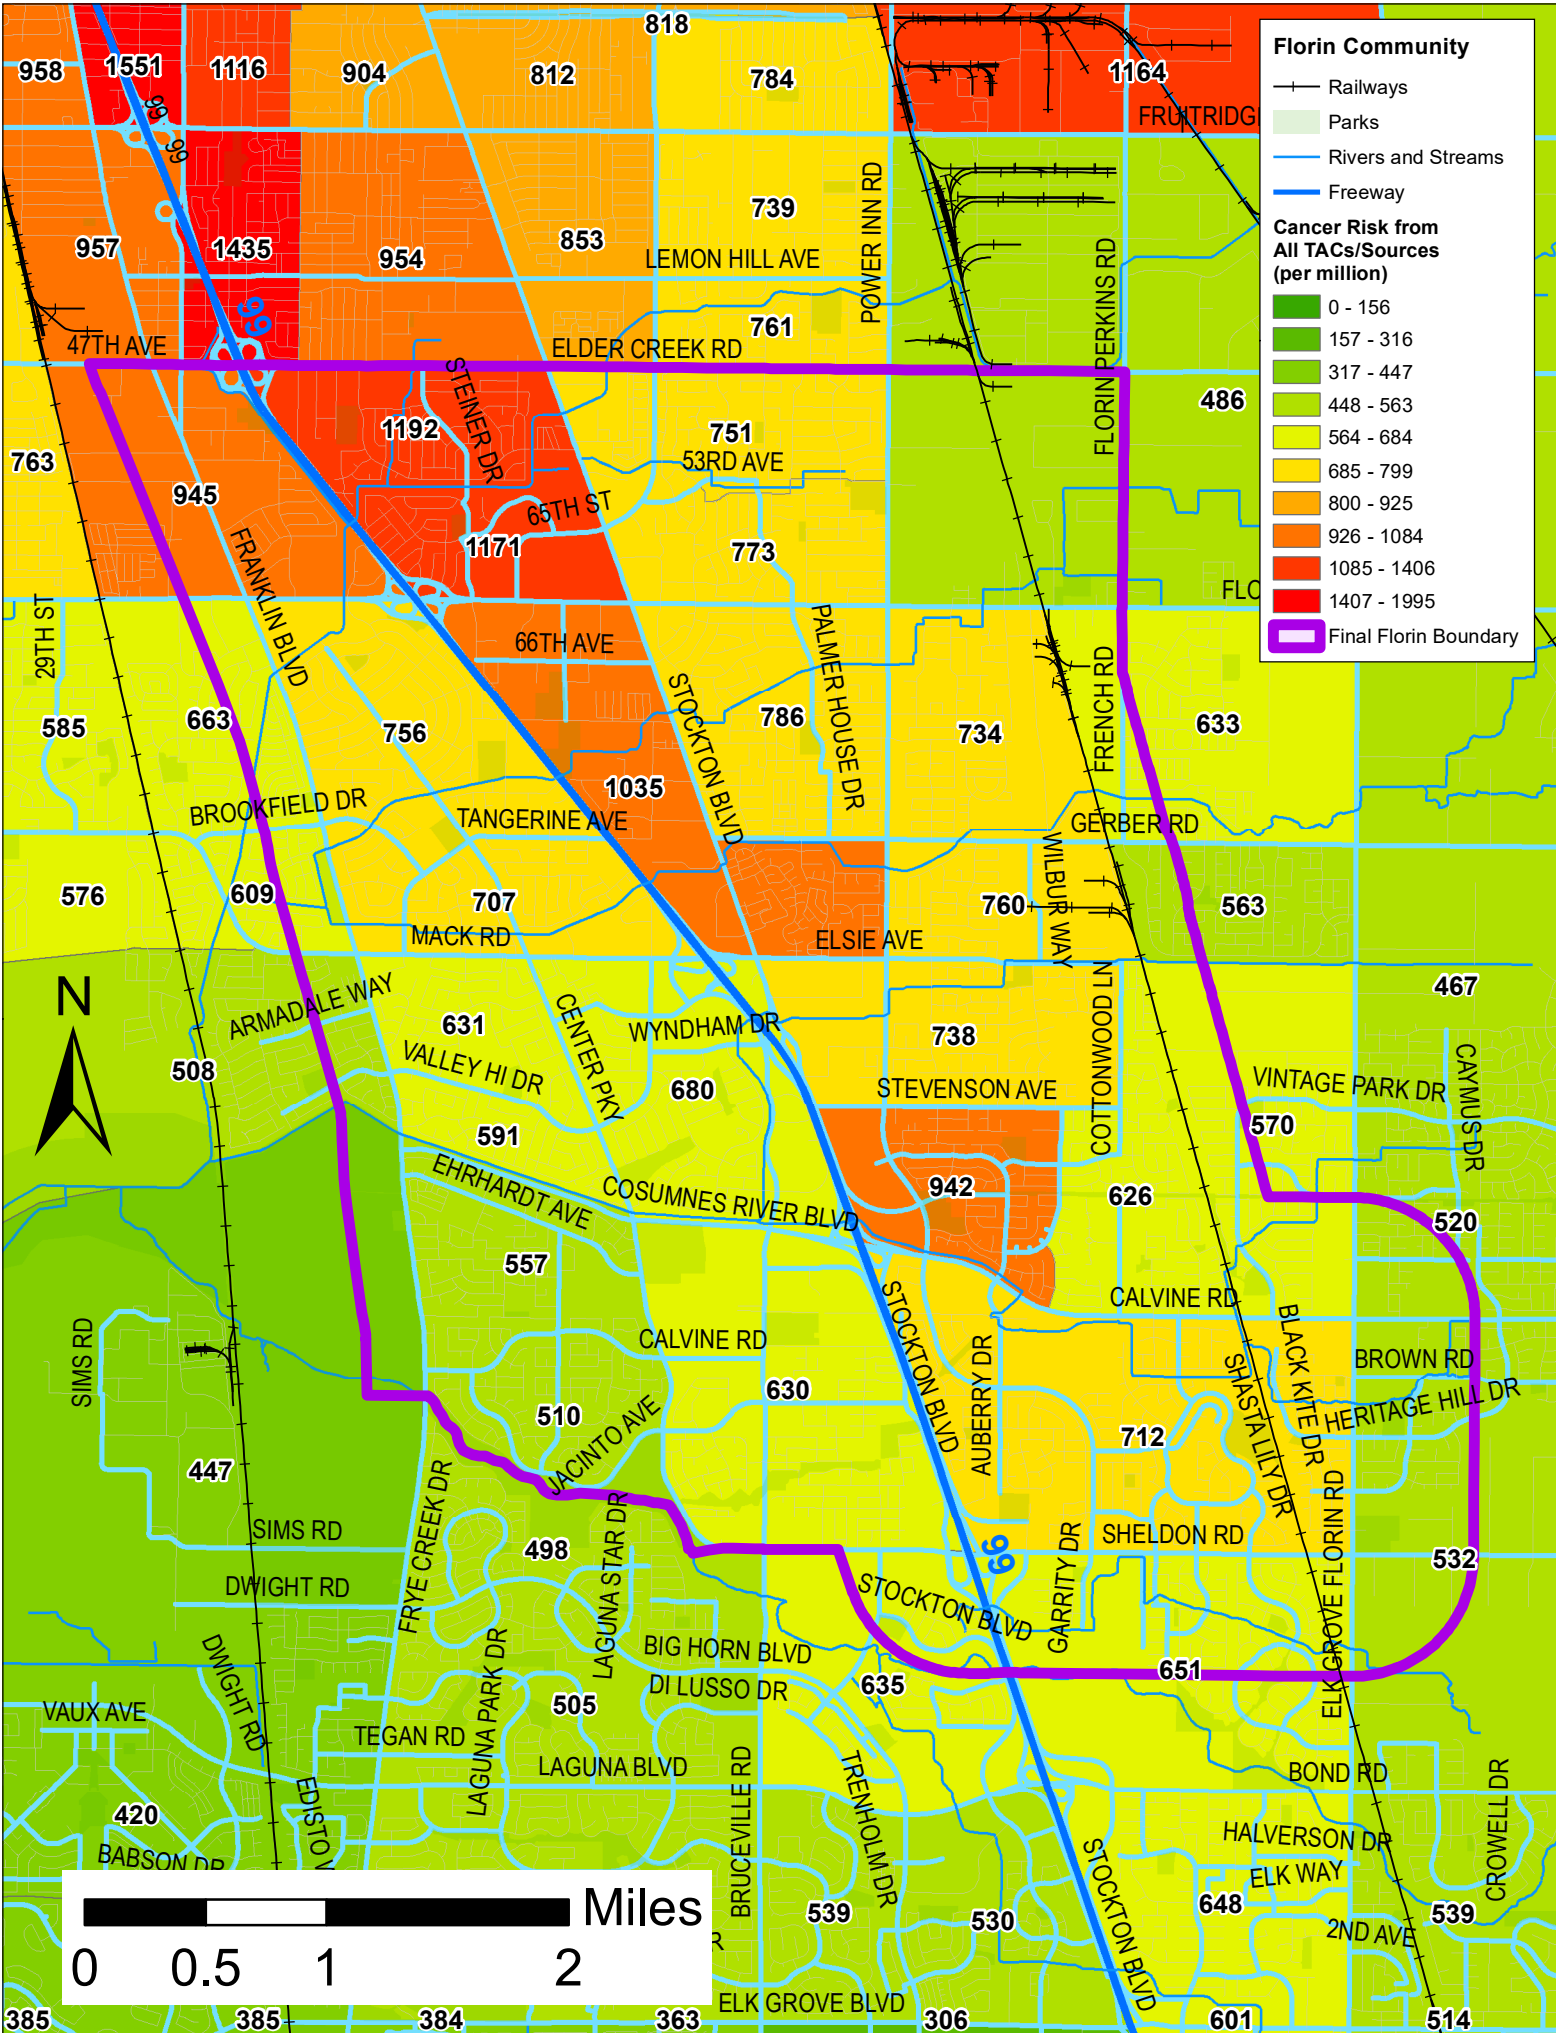 818
958
1551
1116
904
812
784
1164
FRUITRIDG
99
99
Florin Community
Railways
Parks
Rivers and Streams
Freeway
Cancer Risk from
All TACs/Sources
(per million)
0 - 156
157 - 316
317 - 447
448 - 563
564 - 684
685 - 799
800 - 925
926 - 1084
1085 - 1406
1407 - 1995
Final Florin Boundary
957
1435
954
853
739
LEMON HILL AVE
POWER INN RD
FLORIN PERKINS RD
99
761
47TH AVE
ELDER CREEK RD
STEINER DR
486
763
1192
751
53RD AVE
945
65TH ST
1171
773
FLO
FRANKLIN BLVD
29TH ST
66TH AVE
PALMER HOUSE DR
FRENCH RD
STOCKTON BLVD
585
663
756
786
734
633
1035
BROOKFIELD DR
TANGERINE AVE
GERBER RD
WILBUR WAY
576
609
707
760
563
MACK RD
ELSIE AVE
N
467
ARMADALE WAY
631
CENTER PKY
WYNDHAM DR
738
COTTONWOOD LN
508
VALLEY HI DR
680
STEVENSON AVE
VINTAGE PARK DR
CAYMUS DR
591
570
EHRHARDT AVE
COSUMNES RIVER BLVD
942
626
520
557
STOCKTON BLVD
CALVINE RD
SIMS RD
CALVINE RD
AUBERRY DR
BLACK KITE DR
BROWN RD
630
SHASTA LILY DR
HERITAGE HILL DR
510
JACINTO AVE
712
447
FRYE CREEK DR
SIMS RD
498
LAGUNA STAR DR
99
GARRITY DR
SHELDON RD
ELK GROVE FLORIN RD
532
DWIGHT RD
STOCKTON BLVD
DWIGHT RD
LAGUNA PARK DR
BIG HORN BLVD
651
635
DI LUSSO DR
505
VAUX AVE
TEGAN RD
LAGUNA BLVD
BRUCEVILLE RD
TRENHOLM DR
BOND RD
CROWELL DR
420
EDISTO
HALVERSON DR
BABSON DR
STOCKTON BLVD
ELK WAY
539
530
648
539
2ND AVE
Miles
0 0.5 1 2
R
ELK GROVE BLVD
385
385
384
363
306
601
514